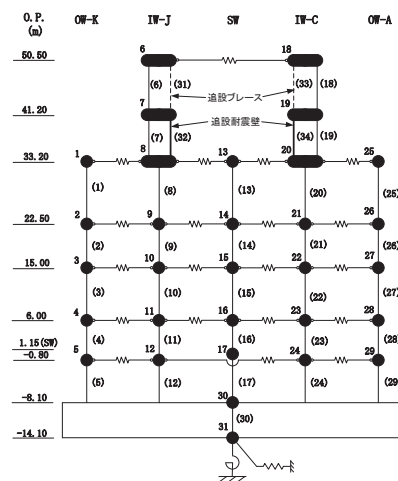 O.P. OW-K IW-J SW IW-C OW-A
(m)
6 18
50.50
(6) (31) (33) (18)
追設ブレース
7 19
41.20
追設耐震壁
(7) (32) (34) (19)
8 20
33.20 1 13 25
(1) (8) (13) (20) (25)
22.50 2 9 14 21 26
(2) (9) (14) (21) (26)
15.00 3 10 15 22 27
(3) (10) (15) (22) (27)
6.00 4 11 16 23 28
(4) (11) (16) (23) (28)
1.15(SW)
-0.80 5 12 17 24 29
(5) (12) (17) (24) (29)
-8.10 30
(30)
-14.10 31